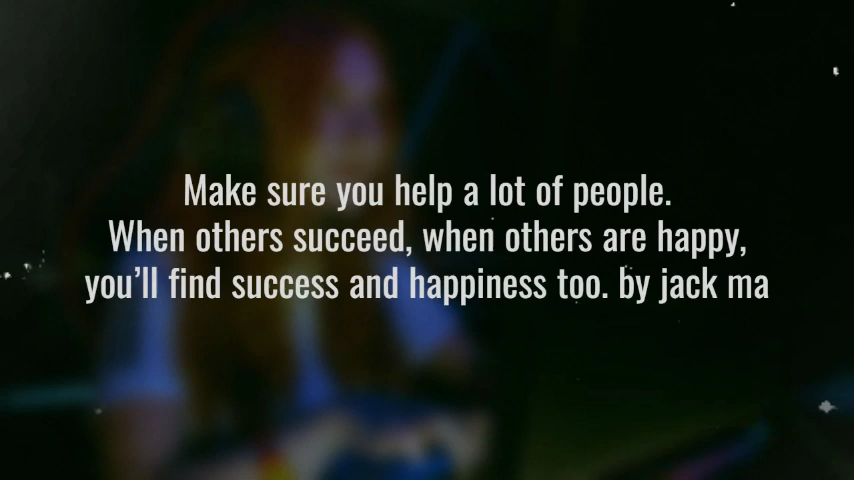 Make sure you help a lot of people.
When others succeed, when others are happy,
you’ll find success and happiness too. by jack ma